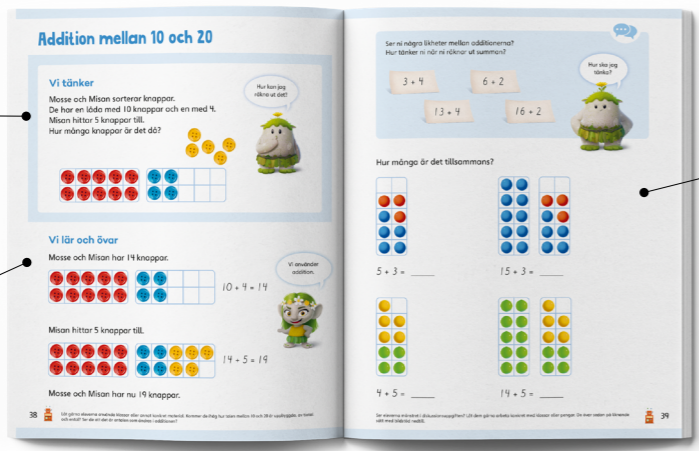 Addition mellan 10 och 20
Vi tänker
Mosse och Misan sorterar knappar.
De har en låda med 10 knappar och en med 4.
Misan hittar 5 knappar till.
Hur många knappar är det då?
Hur kan jag
räkna ut det?
Vi lär och övar
Mosse och Misan har 14 knappar.
10 + 4 = 14
Vi använder
addition.
Misan hittar 5 knappar till.
14 + 5 = 19
Mosse och Misan har nu 19 knappar.
38
Ser ni några likheter mellan additionerna?
Hur tänker ni när ni räknar ut summan?
3 + 4
6 + 2
13 + 4
16 + 2
Hur ska jag
tänka?
Hur många är det tillsammans?
5 + 3 = ____
15 + 3 = ____
4 + 5 = ____
14 + 5 = ____
39